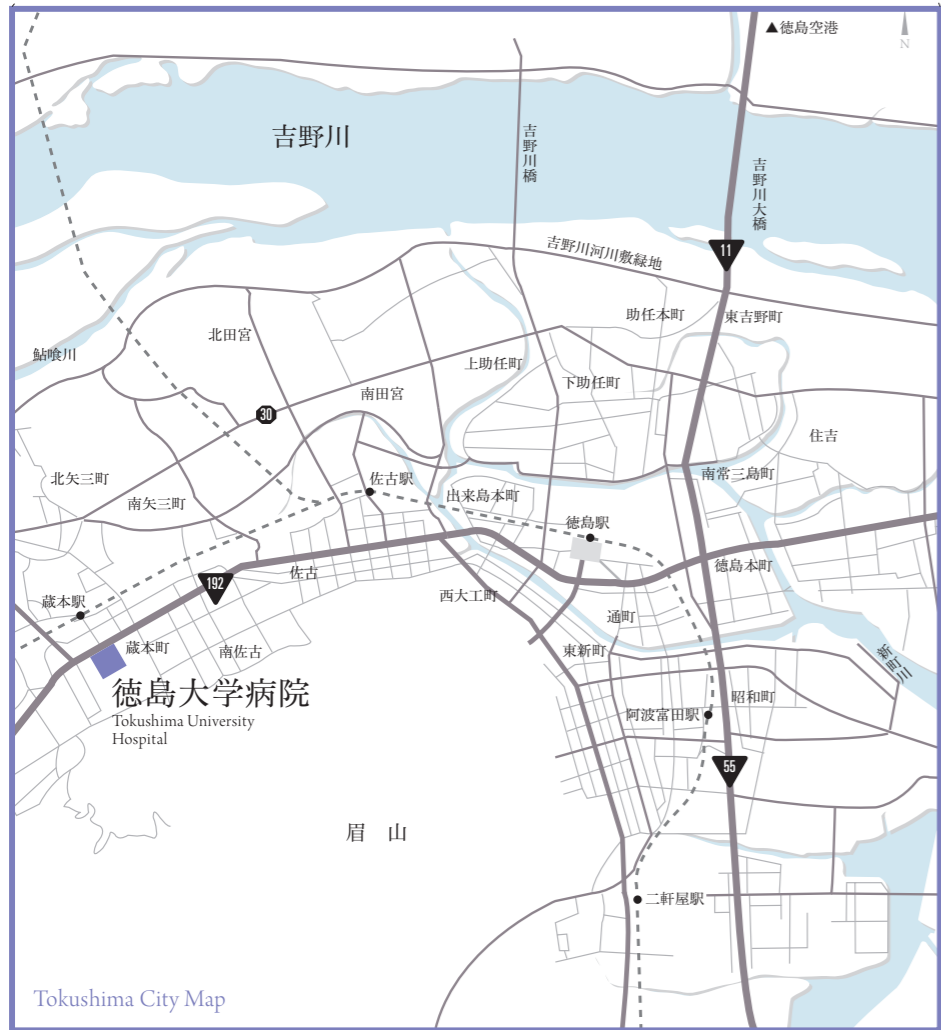 ▲徳島空港
N
吉野川
吉野川橋
吉野川大橋
吉野川河川敷緑地
11
助任本町
東吉野町
北田宮
鮎喰川
上助任町
下助任町
南田宮
30
住吉
北矢三町
佐古駅
南常三島町
南矢三町
出来島本町
徳島駅
徳島本町
佐古
192
西大工町
蔵本駅
通町
蔵本町
南佐古
東新町
新町川
徳島大学病院
Tokushima University
Hospital
昭和町
阿波富田駅
55
眉 山
二軒屋駅
Tokushima City Map